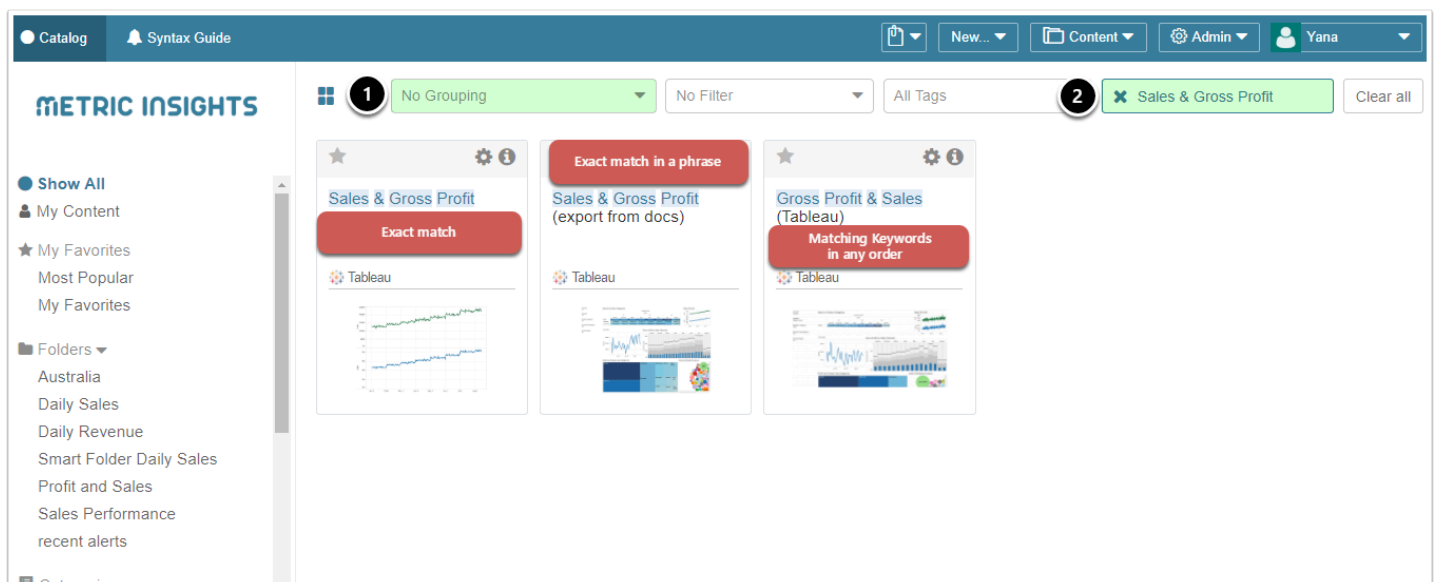 Catalog
Syntax Guide
New...
Content
Admin
Yana
METRIC INSIGHTS
1
No Grouping
No Filter
All Tags
2
Sales & Gross Profit
Clear all
Show All
My Content
My Favorites
Most Popular
My Favorites
Folders
Australia
Daily Sales
Daily Revenue
Smart Folder Daily Sales
Profit and Sales
Sales Performance
recent alerts
Sales & Gross Profit
Exact match
Tableau
Exact match in a phrase
Sales & Gross Profit
(export from docs)
Tableau
Gross Profit & Sales
(Tableau)
Matching Keywords
in any order
Tableau